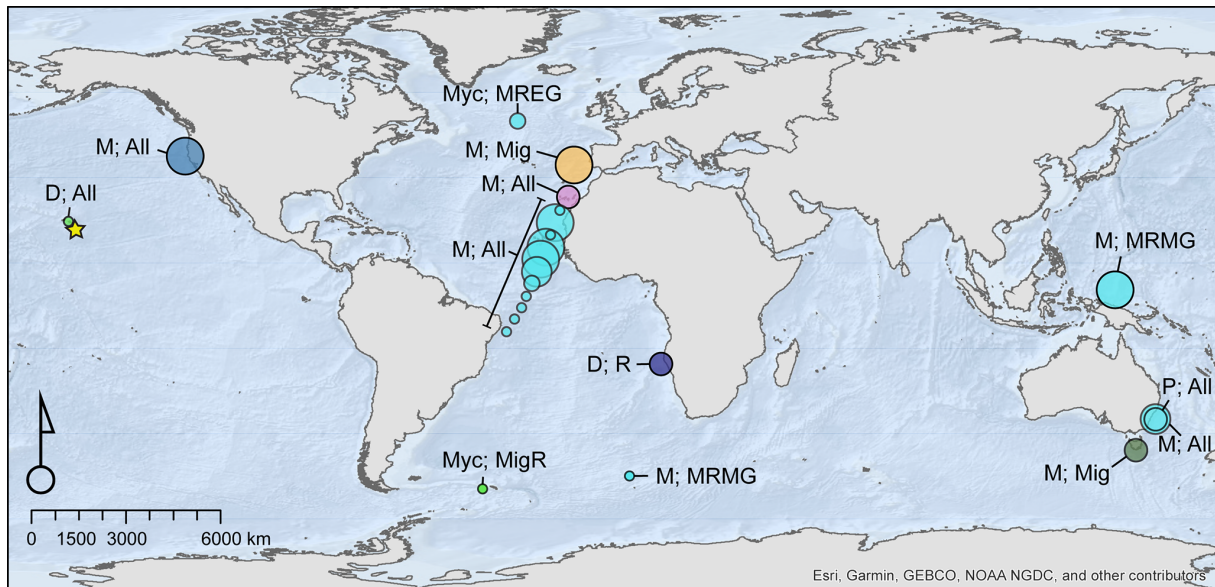 Myc; MREG
M; All
M; Mig
M; All
D; All
M; All
M; MRMG
D; R
P; All
M; All
Myc; MigR
M; MRMG
M; Mig
0 1500 3000 6000 km
Esri, Garmin, GEBCO, NOAA NGDC, and other contributors